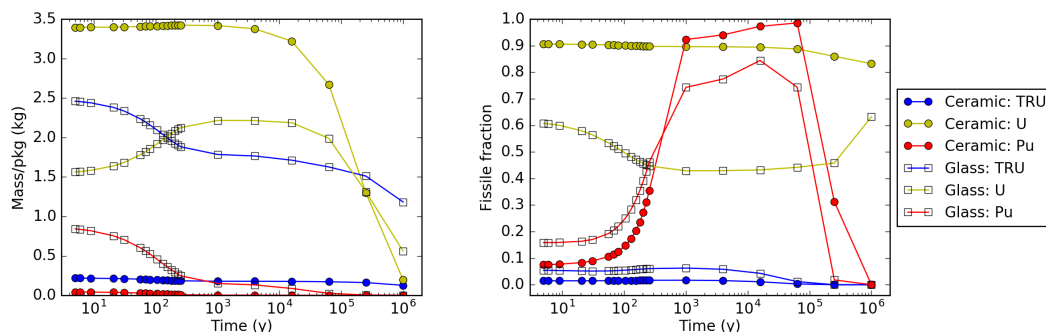 Mass/pkg (kg)
3.5
3.0
2.5
2.0
1.5
1.0
0.5
0.0
10^1 10^2 10^3 10^4 10^5 10^6
Time (y)
Fissile fraction
1.0
0.9
0.8
0.7
0.6
0.5
0.4
0.3
0.2
0.1
0.0
10^1 10^2 10^3 10^4 10^5 10^6
Time (y)
Ceramic: TRU
Ceramic: U
Ceramic: Pu
Glass: TRU
Glass: U
Glass: Pu